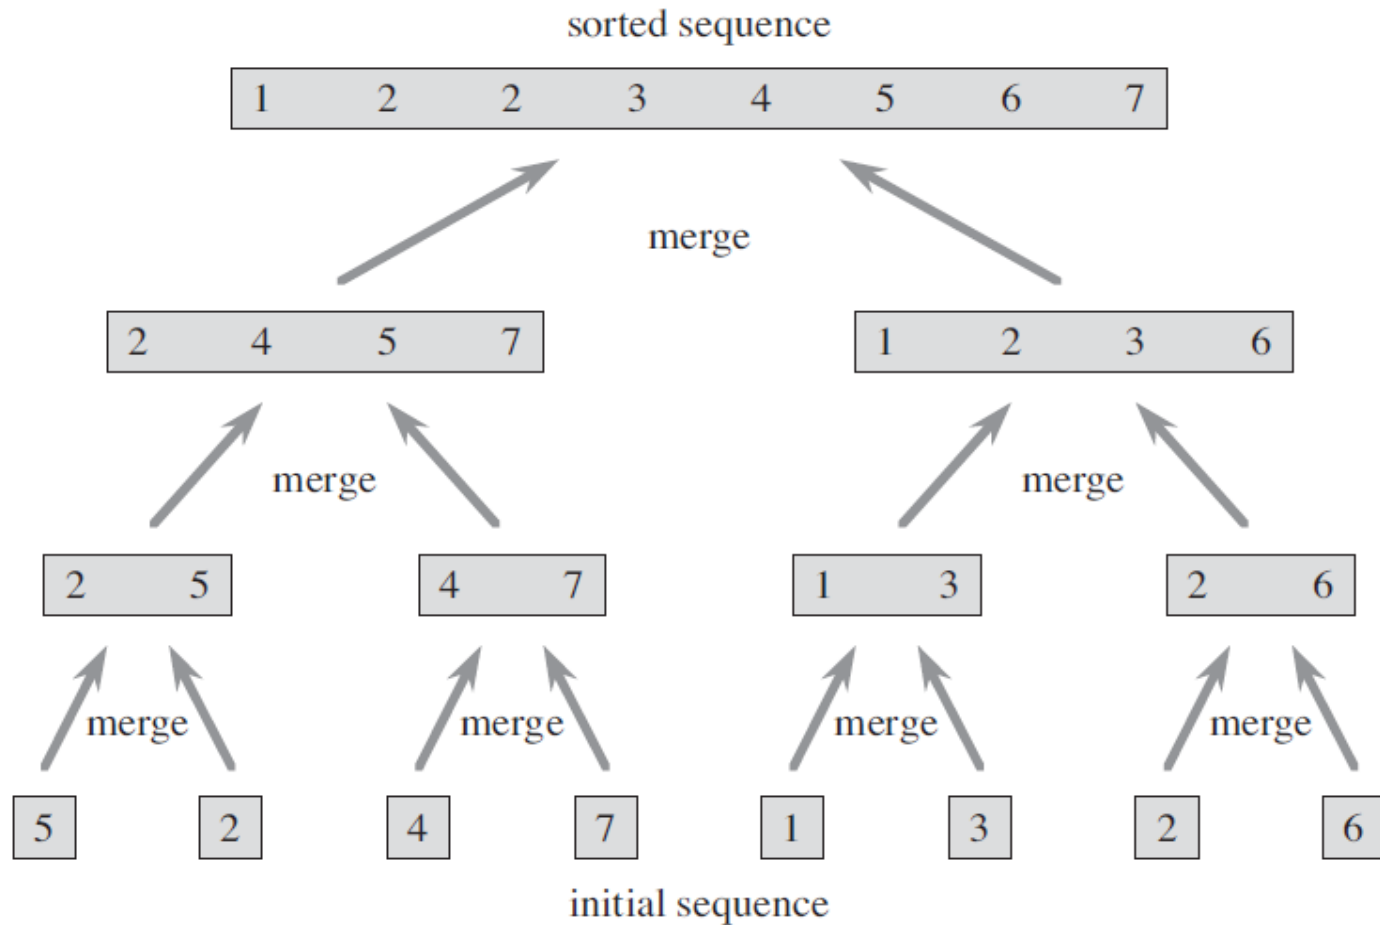 sorted sequence
1 2 2 3 4 5 6 7
merge
2 4 5 7 1 2 3 6
merge merge
2 5 4 7 1 3 2 6
merge merge merge merge
5 2 4 7 1 3 2 6
initial sequence